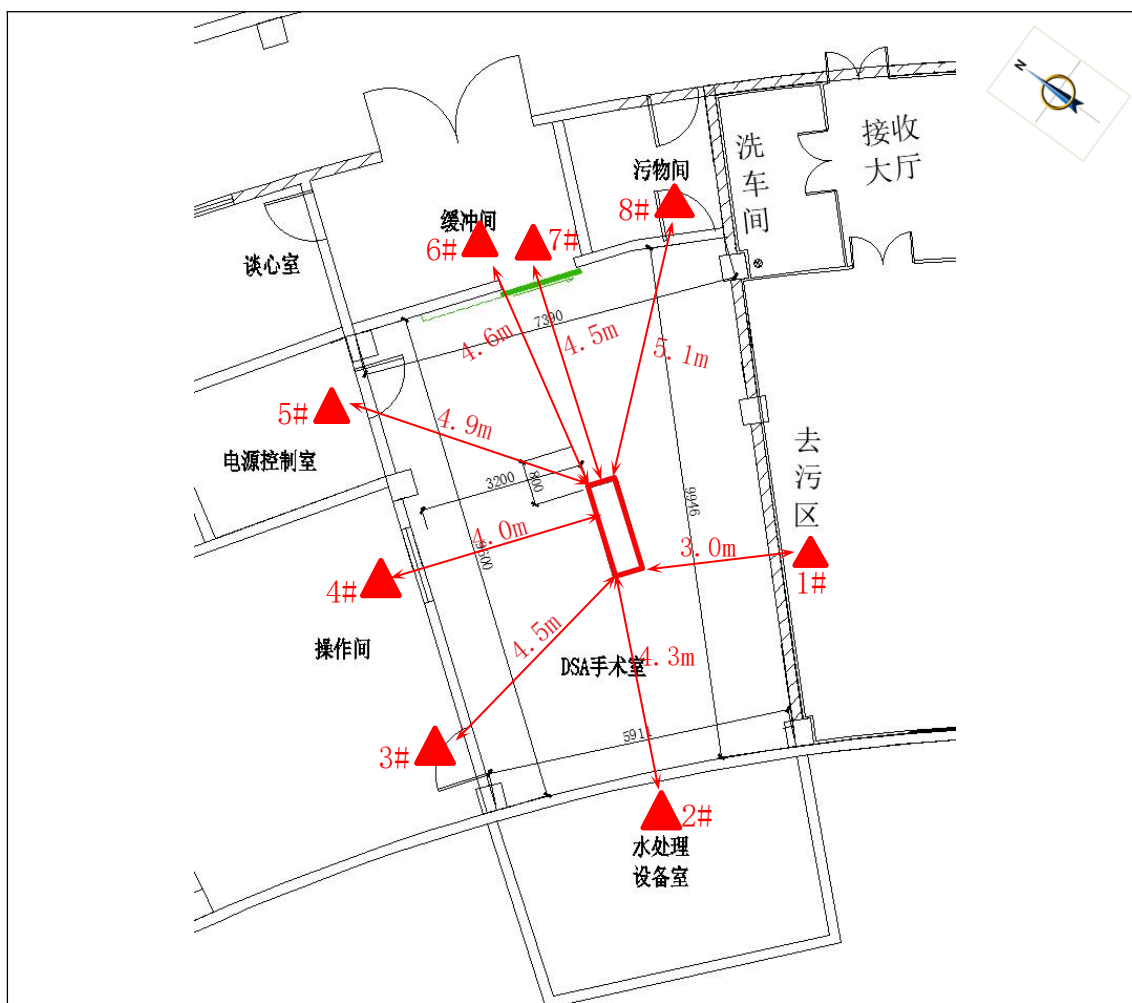 N
接收
大厅
洗
车
间
污物间
8#
缓冲间
6#
7#
谈心室
7390
4.6m
4.5m
5.1m
5#
4.9m
去
污
区
电源控制室
3200
800
9946
4.0m
3.0m
4#
1#
操作间
4.5m
DSA手术室
4.3m
5911
3#
2#
水处理
设备室